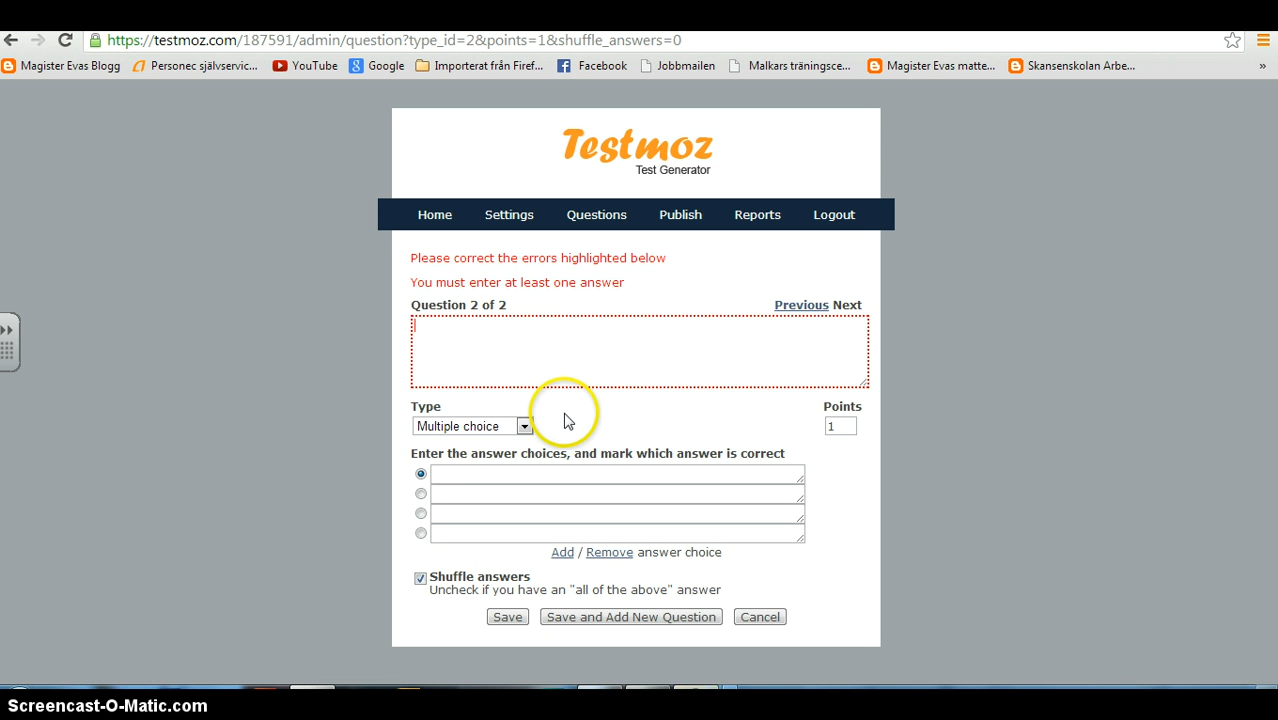 https://testmoz.com/187591/admin/question?type_id=2&points=1&shuffle_answers=0
Magister Evas Blogg Personec självservic... YouTube Google Importerat från Firef... Facebook Jobbmailen Malkars träningsce... Magister Evas matte... Skansenskolan Arbe... »
Testmoz
Test Generator
Home Settings Questions Publish Reports Logout
Please correct the errors highlighted below
You must enter at least one answer
Question 2 of 2 Previous Next
Type Points
Multiple choice 1
Enter the answer choices, and mark which answer is correct
Add / Remove answer choice
Shuffle answers
Uncheck if you have an "all of the above" answer
Save Save and Add New Question Cancel
Screencast-O-Matic.com